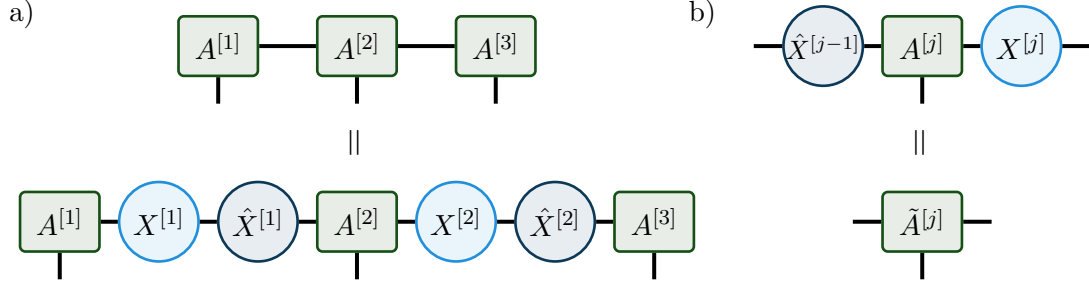 a)
A^{[1]} A^{[2]} A^{[3]}
||
A^{[1]} X^{[1]} \hat{X}^{[1]} A^{[2]} X^{[2]} \hat{X}^{[2]} A^{[3]}
b)
\hat{X}^{[j-1]} A^{[j]} X^{[j]}
||
\tilde{A}^{[j]}